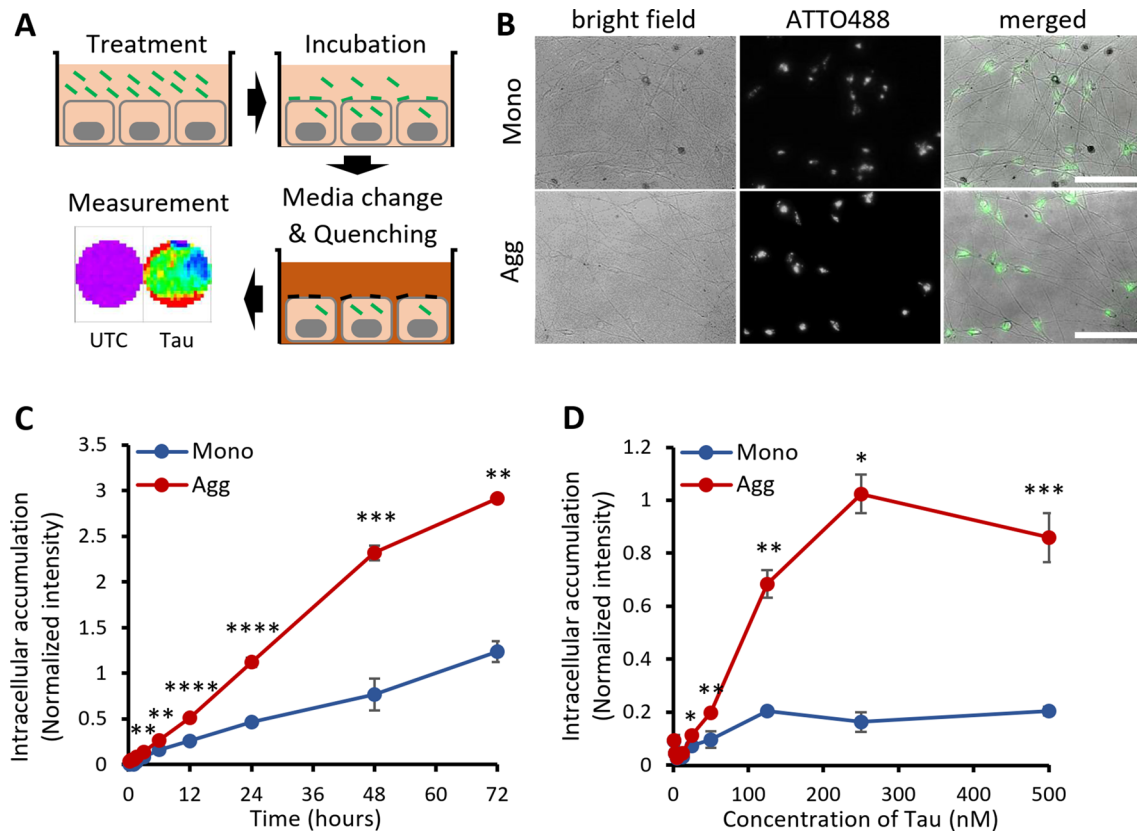 A
Treatment
Incubation
Measurement
Media change
& Quenching
UTC
Tau
B
bright field
ATTO488
merged
Mono
Agg
C
Mono
Agg
Intracellular accumulation
(Normalized intensity)
3.5
3
2.5
2
1.5
1
0.5
0
**
**
****
****
***
**
0
12
24
36
48
60
72
Time (hours)
D
Mono
Agg
Intracellular accumulation
(Normalized intensity)
1.2
1
0.8
0.6
0.4
0.2
0
*
**
**
*
***
0
100
200
300
400
500
Concentration of Tau (nM)